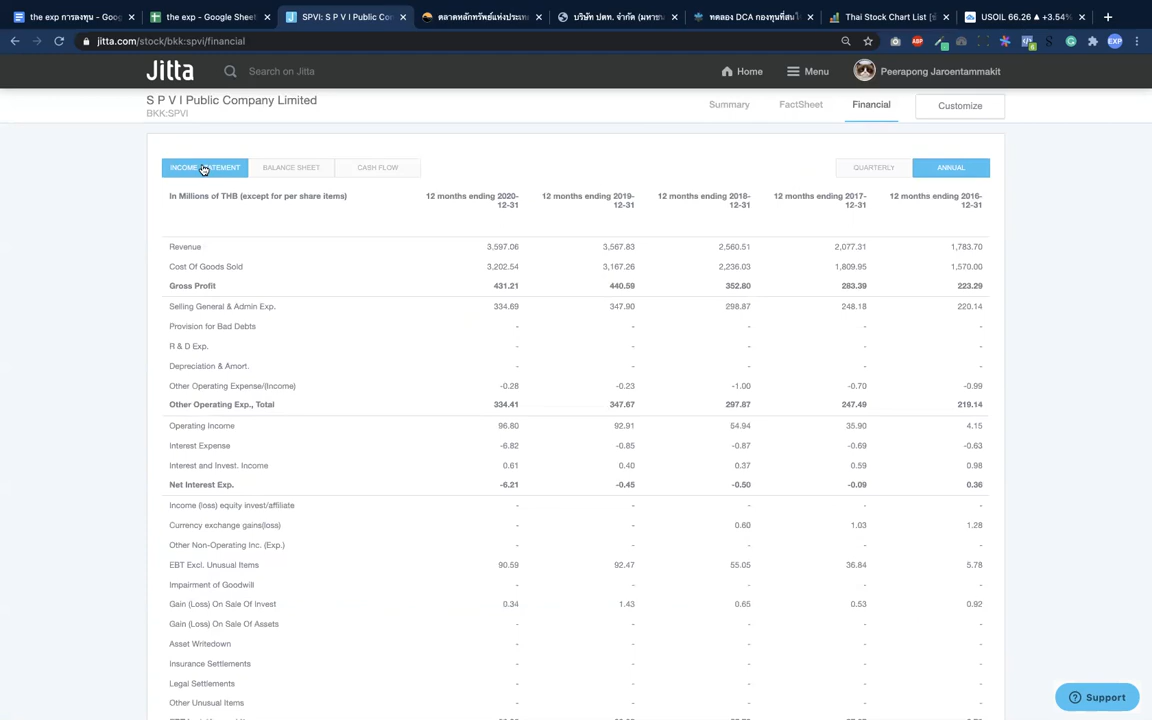 the exp การลงทุน - Goog
the exp - Google Sheet
SPVI: S P V I Public Con
ตลาดหลักทรัพย์แห่งประเท
บริษัท ปตท. จำกัด (มหาชน
ทดลอง DCA กองทุนที่สนใ
Thai Stock Chart List [
USOIL 66.26 ▲ +3.54%
jitta.com/stock/bkk:spvi/financial
ABP
EXP
Jitta
Search on Jitta
Home
Menu
Peerapong Jaroentammakit
S P V I Public Company Limited
BKK:SPVI
Summary
FactSheet
Financial
Customize
INCOME STATEMENT
BALANCE SHEET
CASH FLOW
QUARTERLY
ANNUAL
In Millions of THB (except for per share items) 12 months ending 2020- 12 months ending 2019- 12 months ending 2018- 12 months ending 2017- 12 months ending 2016-
12-31 12-31 12-31 12-31 12-31
Revenue 3,597.06 3,567.83 2,560.51 2,077.31 1,783.70
Cost Of Goods Sold 3,202.54 3,167.26 2,236.03 1,809.95 1,570.00
Gross Profit 431.21 440.59 352.80 283.39 223.29
Selling General & Admin Exp. 334.69 347.90 298.87 248.18 220.14
Provision for Bad Debts - - - - -
R & D Exp. - - - - -
Depreciation & Amort. - - - - -
Other Operating Expense/(Income) -0.28 -0.23 -1.00 -0.70 -0.99
Other Operating Exp., Total 334.41 347.67 297.87 247.49 219.14
Operating Income 96.80 92.91 54.94 35.90 4.15
Interest Expense -6.82 -0.85 -0.87 -0.69 -0.63
Interest and Invest. Income 0.61 0.40 0.37 0.59 0.98
Net Interest Exp. -6.21 -0.45 -0.50 -0.09 0.36
Income (loss) equity invest/affiliate - - - - -
Currency exchange gains(loss) - - 0.60 1.03 1.28
Other Non-Operating Inc. (Exp.) - - - - -
EBT Excl. Unusual Items 90.59 92.47 55.05 36.84 5.78
Impairment of Goodwill - - - - -
Gain (Loss) On Sale Of Invest 0.34 1.43 0.65 0.53 0.92
Gain (Loss) On Sale Of Assets - - - - -
Asset Writedown - - - - -
Insurance Settlements - - - - -
Legal Settlements - - - - -
Other Unusual Items - - - - -
Support